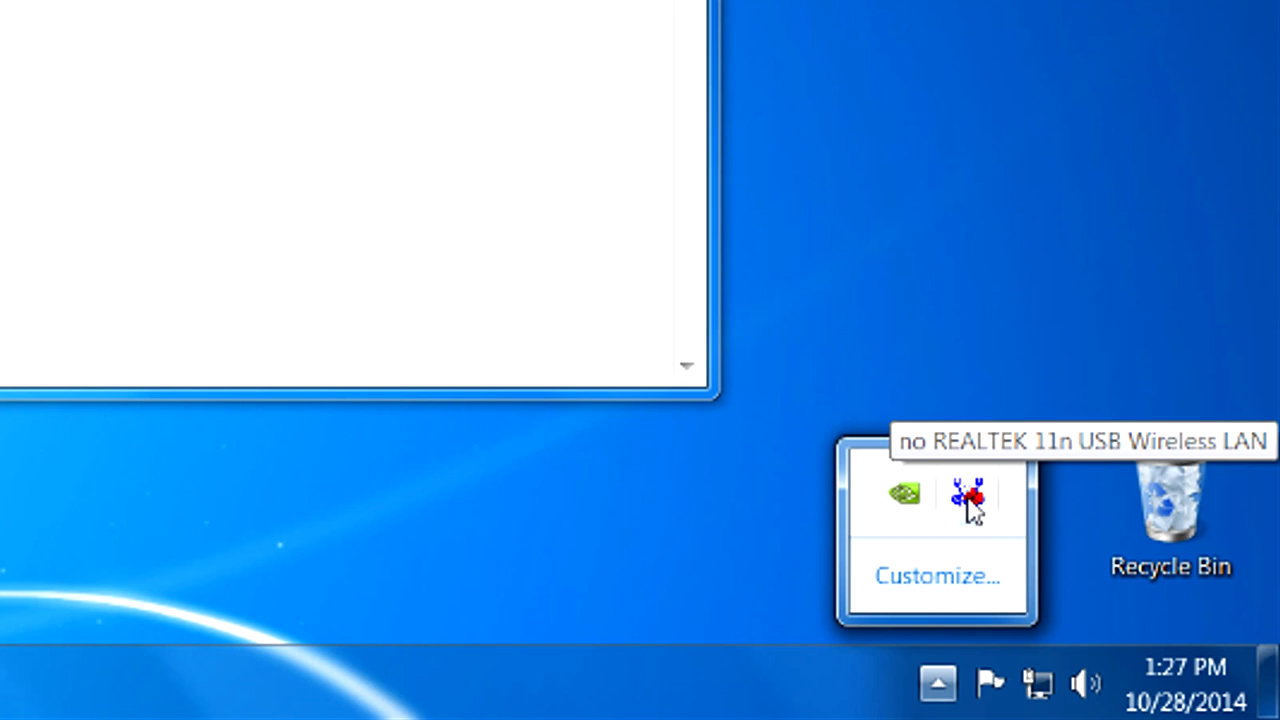 no REALTEK 11n USB Wireless LAN
Customize...
Recycle Bin
1:27 PM
10/28/2014